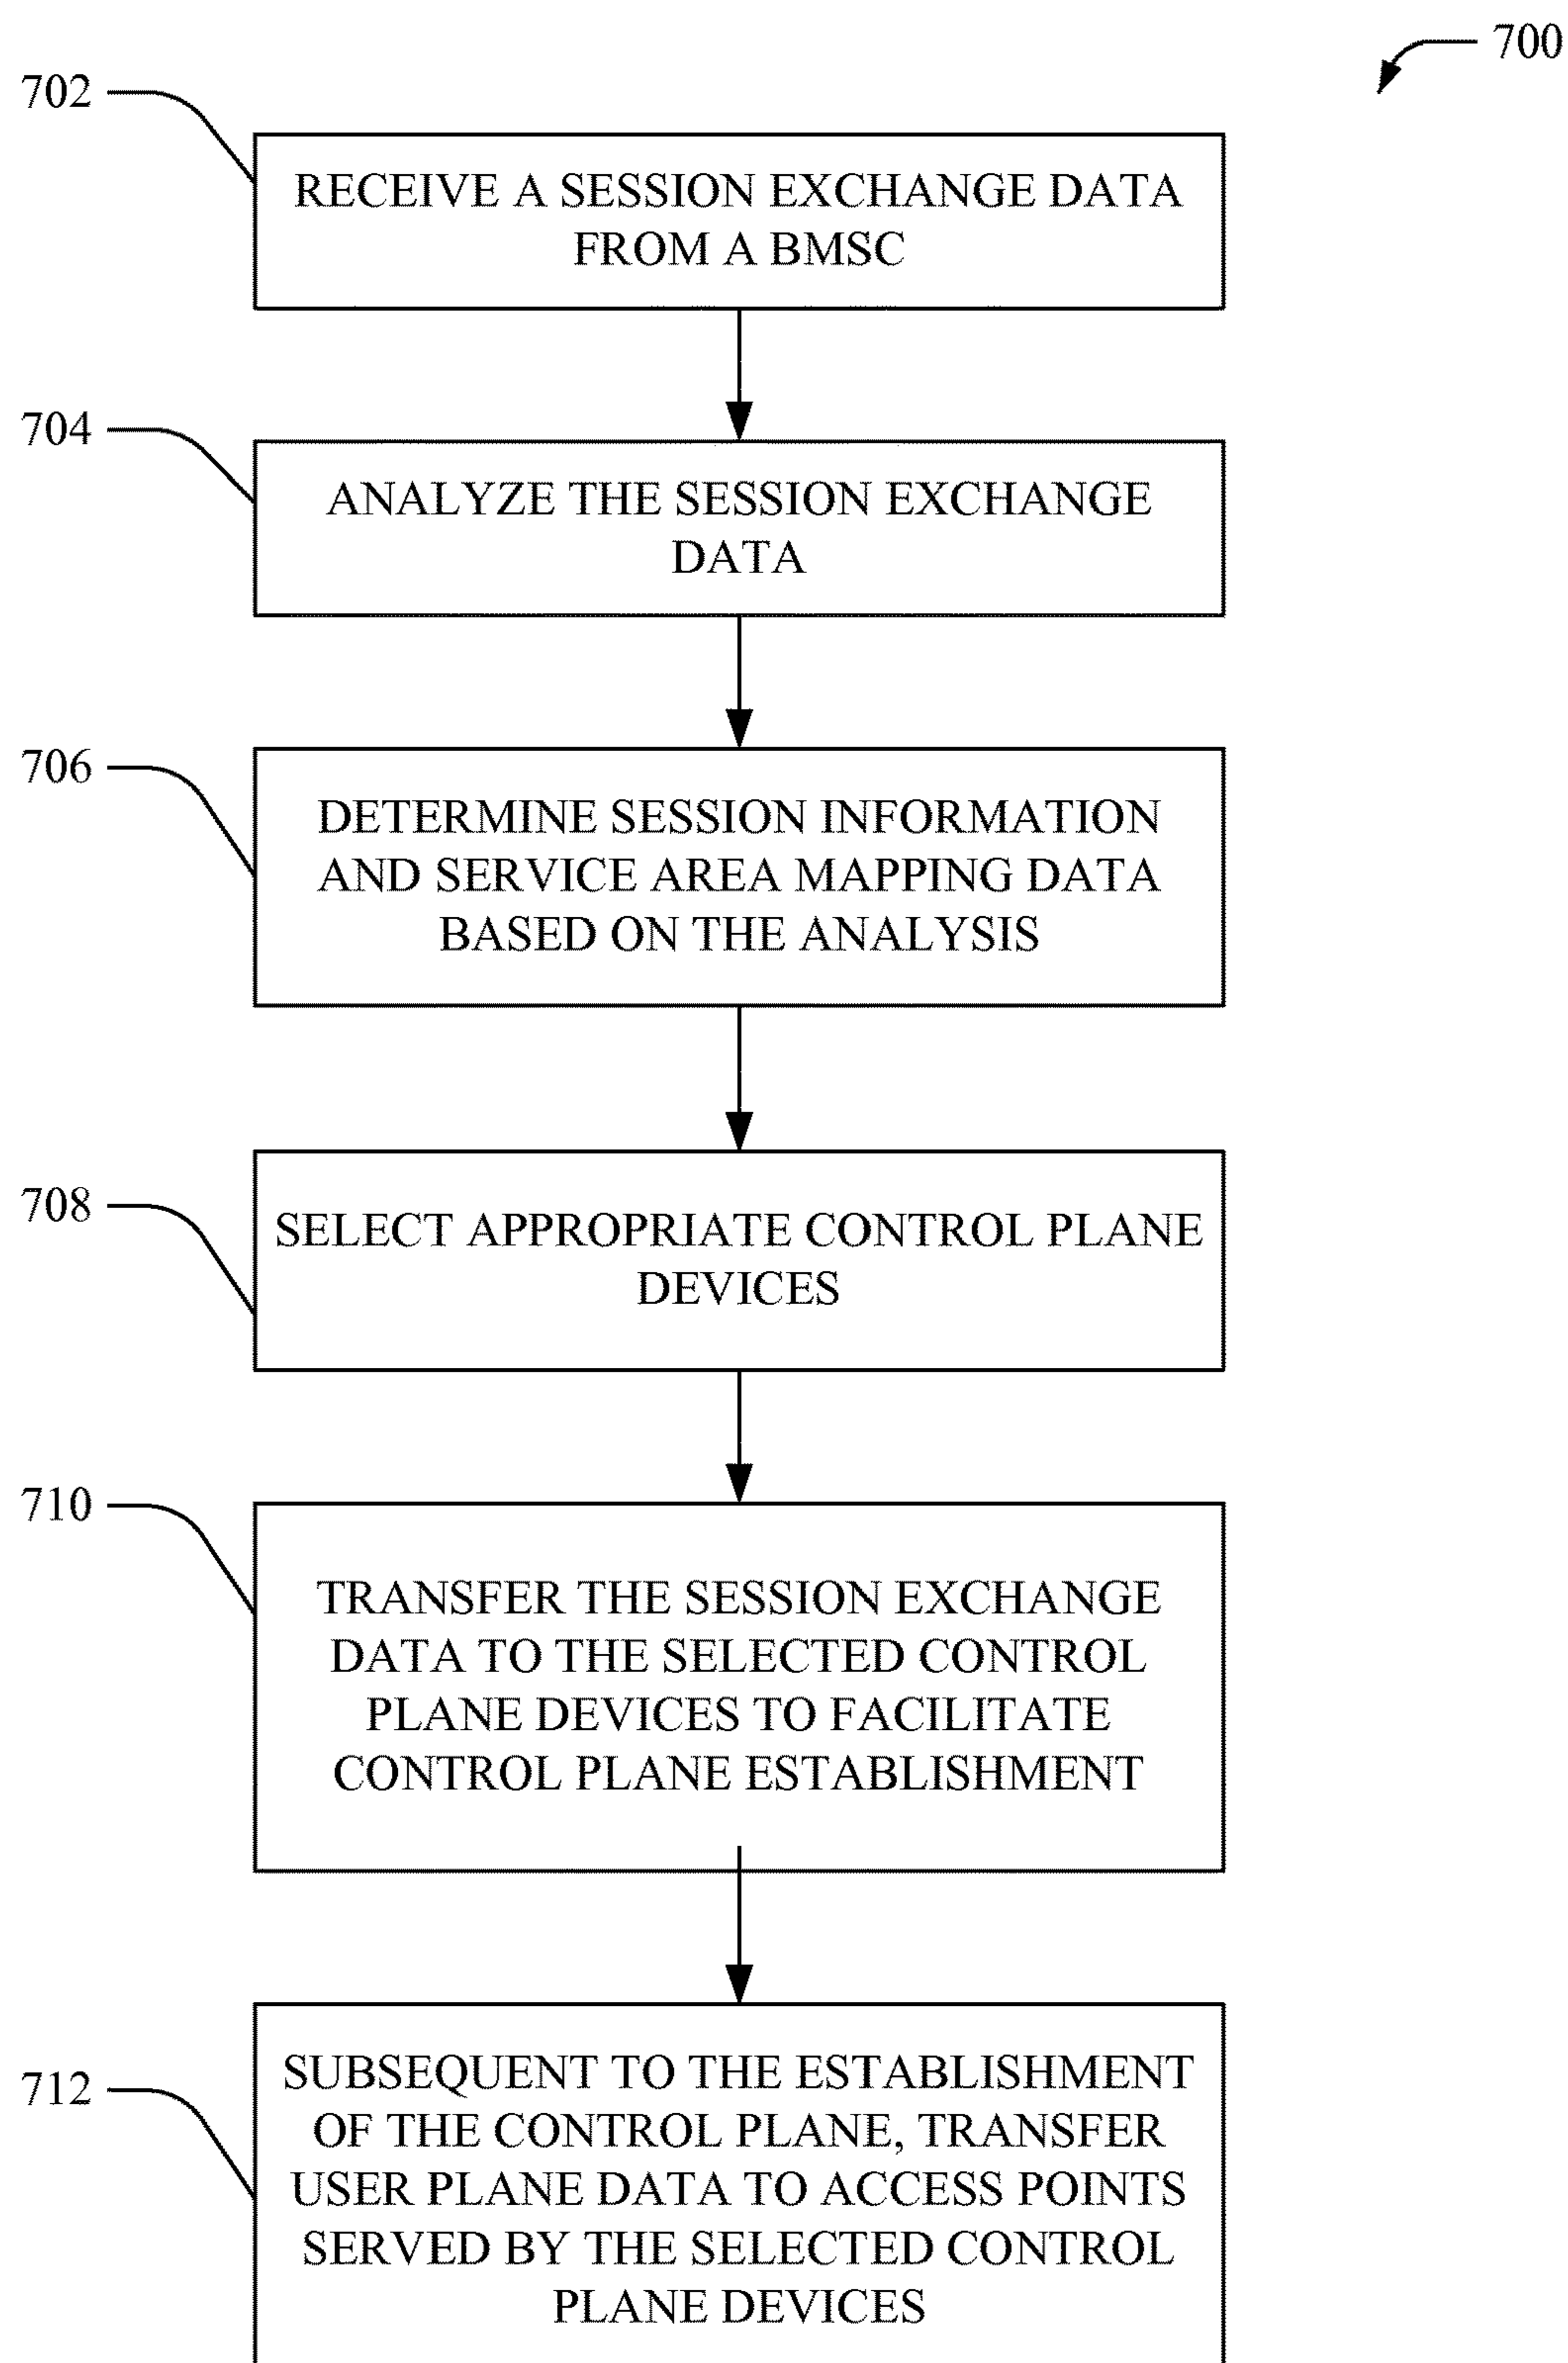 700
702
RECEIVE A SESSION EXCHANGE DATA
FROM A BMSC
704
ANALYZE THE SESSION EXCHANGE
DATA
706
DETERMINE SESSION INFORMATION
AND SERVICE AREA MAPPING DATA
BASED ON THE ANALYSIS
708
SELECT APPROPRIATE CONTROL PLANE
DEVICES
710
TRANSFER THE SESSION EXCHANGE
DATA TO THE SELECTED CONTROL
PLANE DEVICES TO FACILITATE
CONTROL PLANE ESTABLISHMENT
712
SUBSEQUENT TO THE ESTABLISHMENT
OF THE CONTROL PLANE, TRANSFER
USER PLANE DATA TO ACCESS POINTS
SERVED BY THE SELECTED CONTROL
PLANE DEVICES